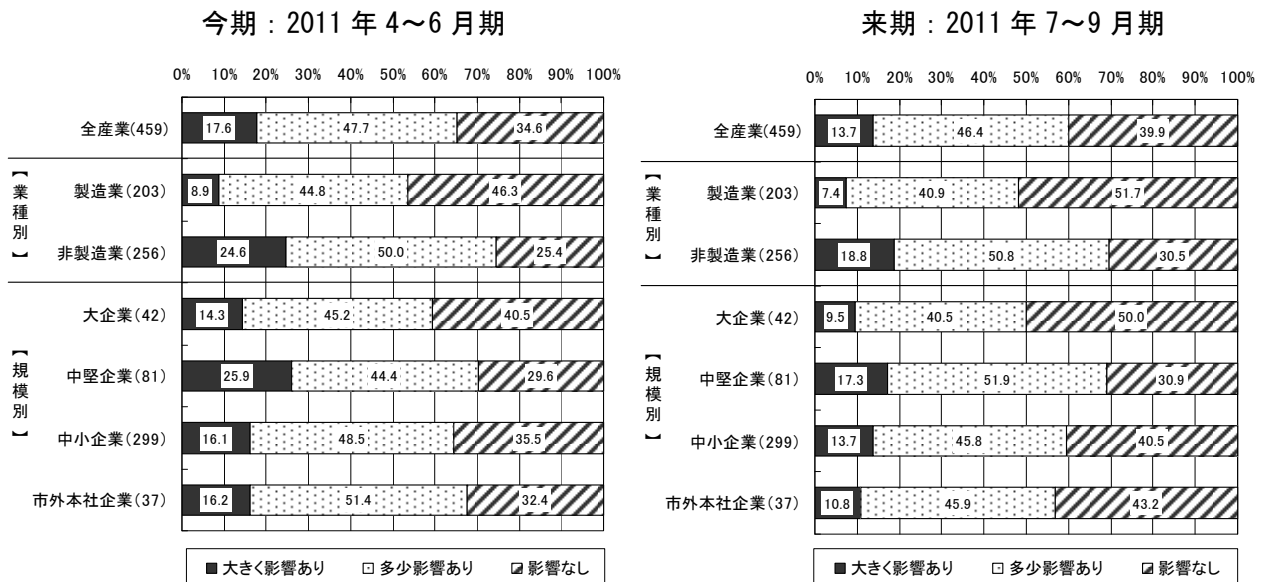 今期：2011 年 4～6 月期
0% 10% 20% 30% 40% 50% 60% 70% 80% 90% 100%
全産業(459) 17.6 47.7 34.6
【業種別】
製造業(203) 8.9 44.8 46.3
非製造業(256) 24.6 50.0 25.4
【規模別】
大企業(42) 14.3 45.2 40.5
中堅企業(81) 25.9 44.4 29.6
中小企業(299) 16.1 48.5 35.5
市外本社企業(37) 16.2 51.4 32.4
大きく影響あり 多少影響あり 影響なし
来期：2011 年 7～9 月期
0% 10% 20% 30% 40% 50% 60% 70% 80% 90% 100%
全産業(459) 13.7 46.4 39.9
【業種別】
製造業(203) 7.4 40.9 51.7
非製造業(256) 18.8 50.8 30.5
【規模別】
大企業(42) 9.5 40.5 50.0
中堅企業(81) 17.3 51.9 30.9
中小企業(299) 13.7 45.8 40.5
市外本社企業(37) 10.8 45.9 43.2
大きく影響あり 多少影響あり 影響なし